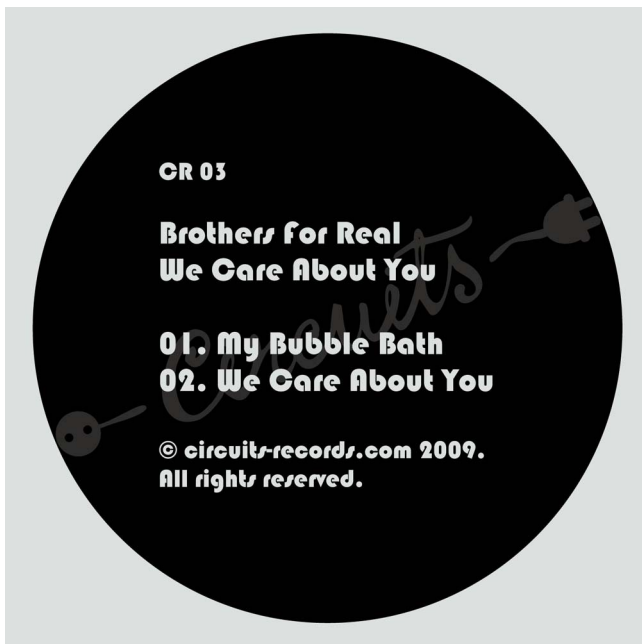 CR 03
Brothers For Real
We Care About You
01. My Bubble Bath
02. We Care About You
© circuits-records.com 2009.
All rights reserved.
Circuits